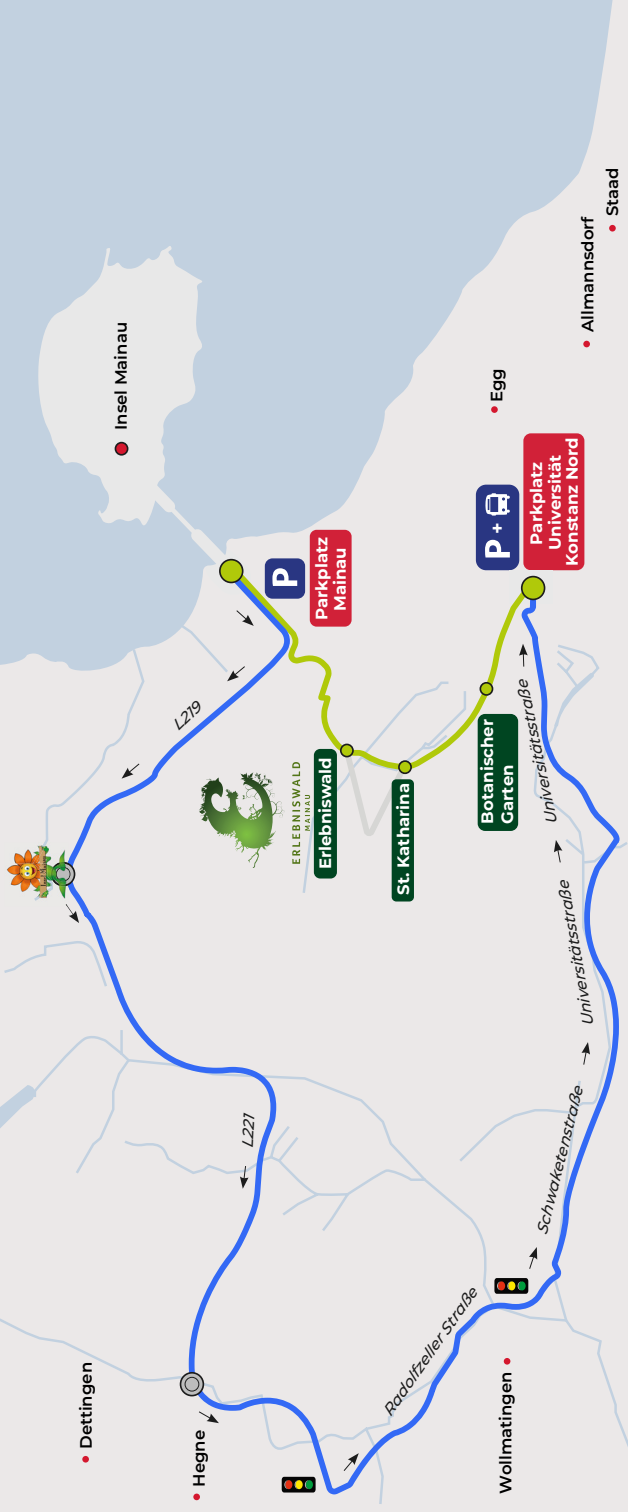 Staad
Allmannsdorf
Insel Mainau
Egg
P +
Parkplatz
Universität
Konstanz Nord
P
Parkplatz
Mainau
L219
Universitätsstraße
ERLEBNISWALD
MAINAU
Erlebniswald
St. Katharina
Botanischer
Garten
Universitätsstraße
L221
Schwaketenstraße
Radolfzeller Straße
Dettingen
Hegne
Wollmatingen